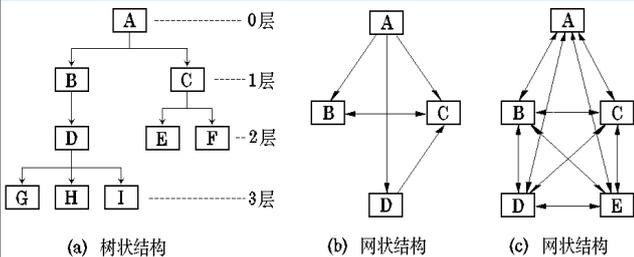 A 0层
B C 1层
D E F 2层
G H I 3层
(a) 树状结构
A
B C
D
(b) 网状结构
A
B C
D E
(c) 网状结构